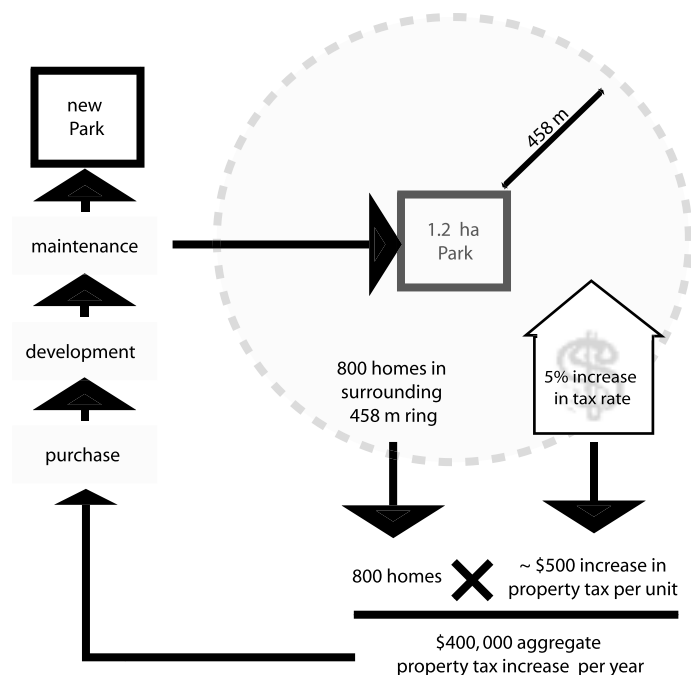 new
Park
458 m
maintenance
1.2 ha
Park
development
800 homes in
surrounding
458 m ring
$
5% increase
in tax rate
purchase
800 homes
~ $500 increase in
property tax per unit
$400,000 aggregate
property tax increase per year